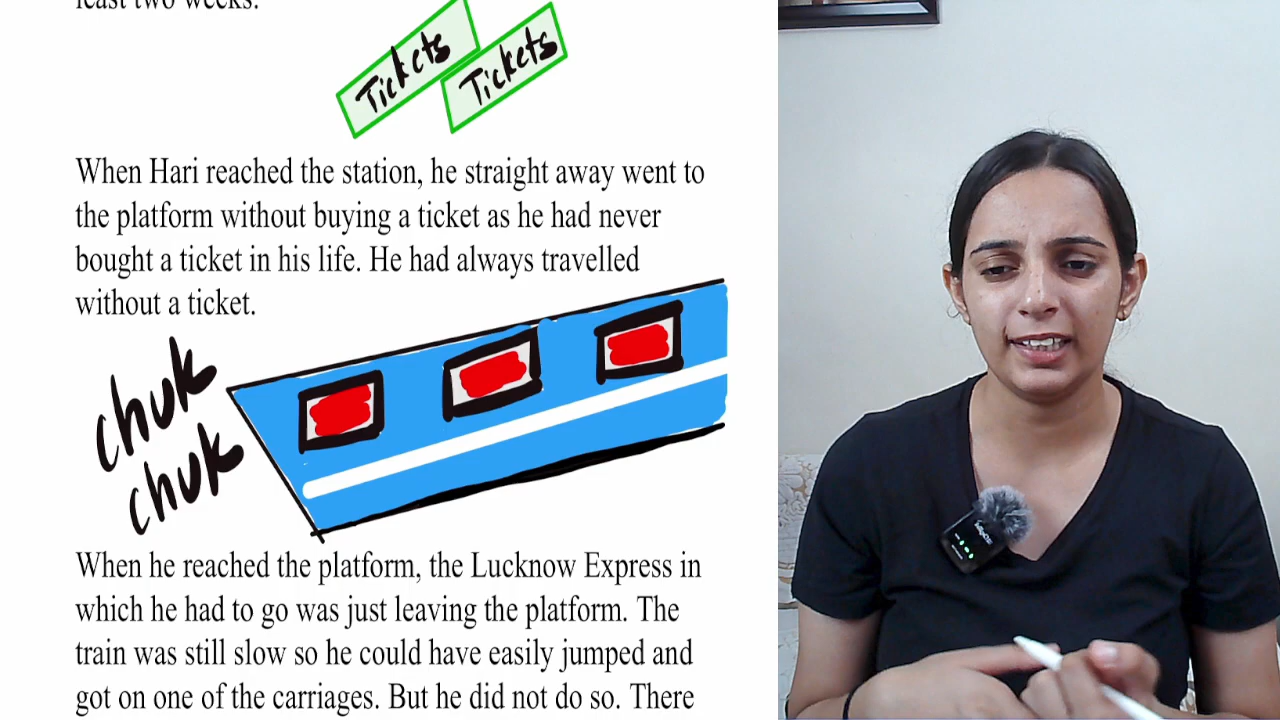 least two weeks.
Tickets
Tickets
When Hari reached the station, he straight away went to
the platform without buying a ticket as he had never
bought a ticket in his life. He had always travelled
without a ticket.
chuk
chuk
When he reached the platform, the Lucknow Express in
which he had to go was just leaving the platform. The
train was still slow so he could have easily jumped and
got on one of the carriages. But he did not do so. There